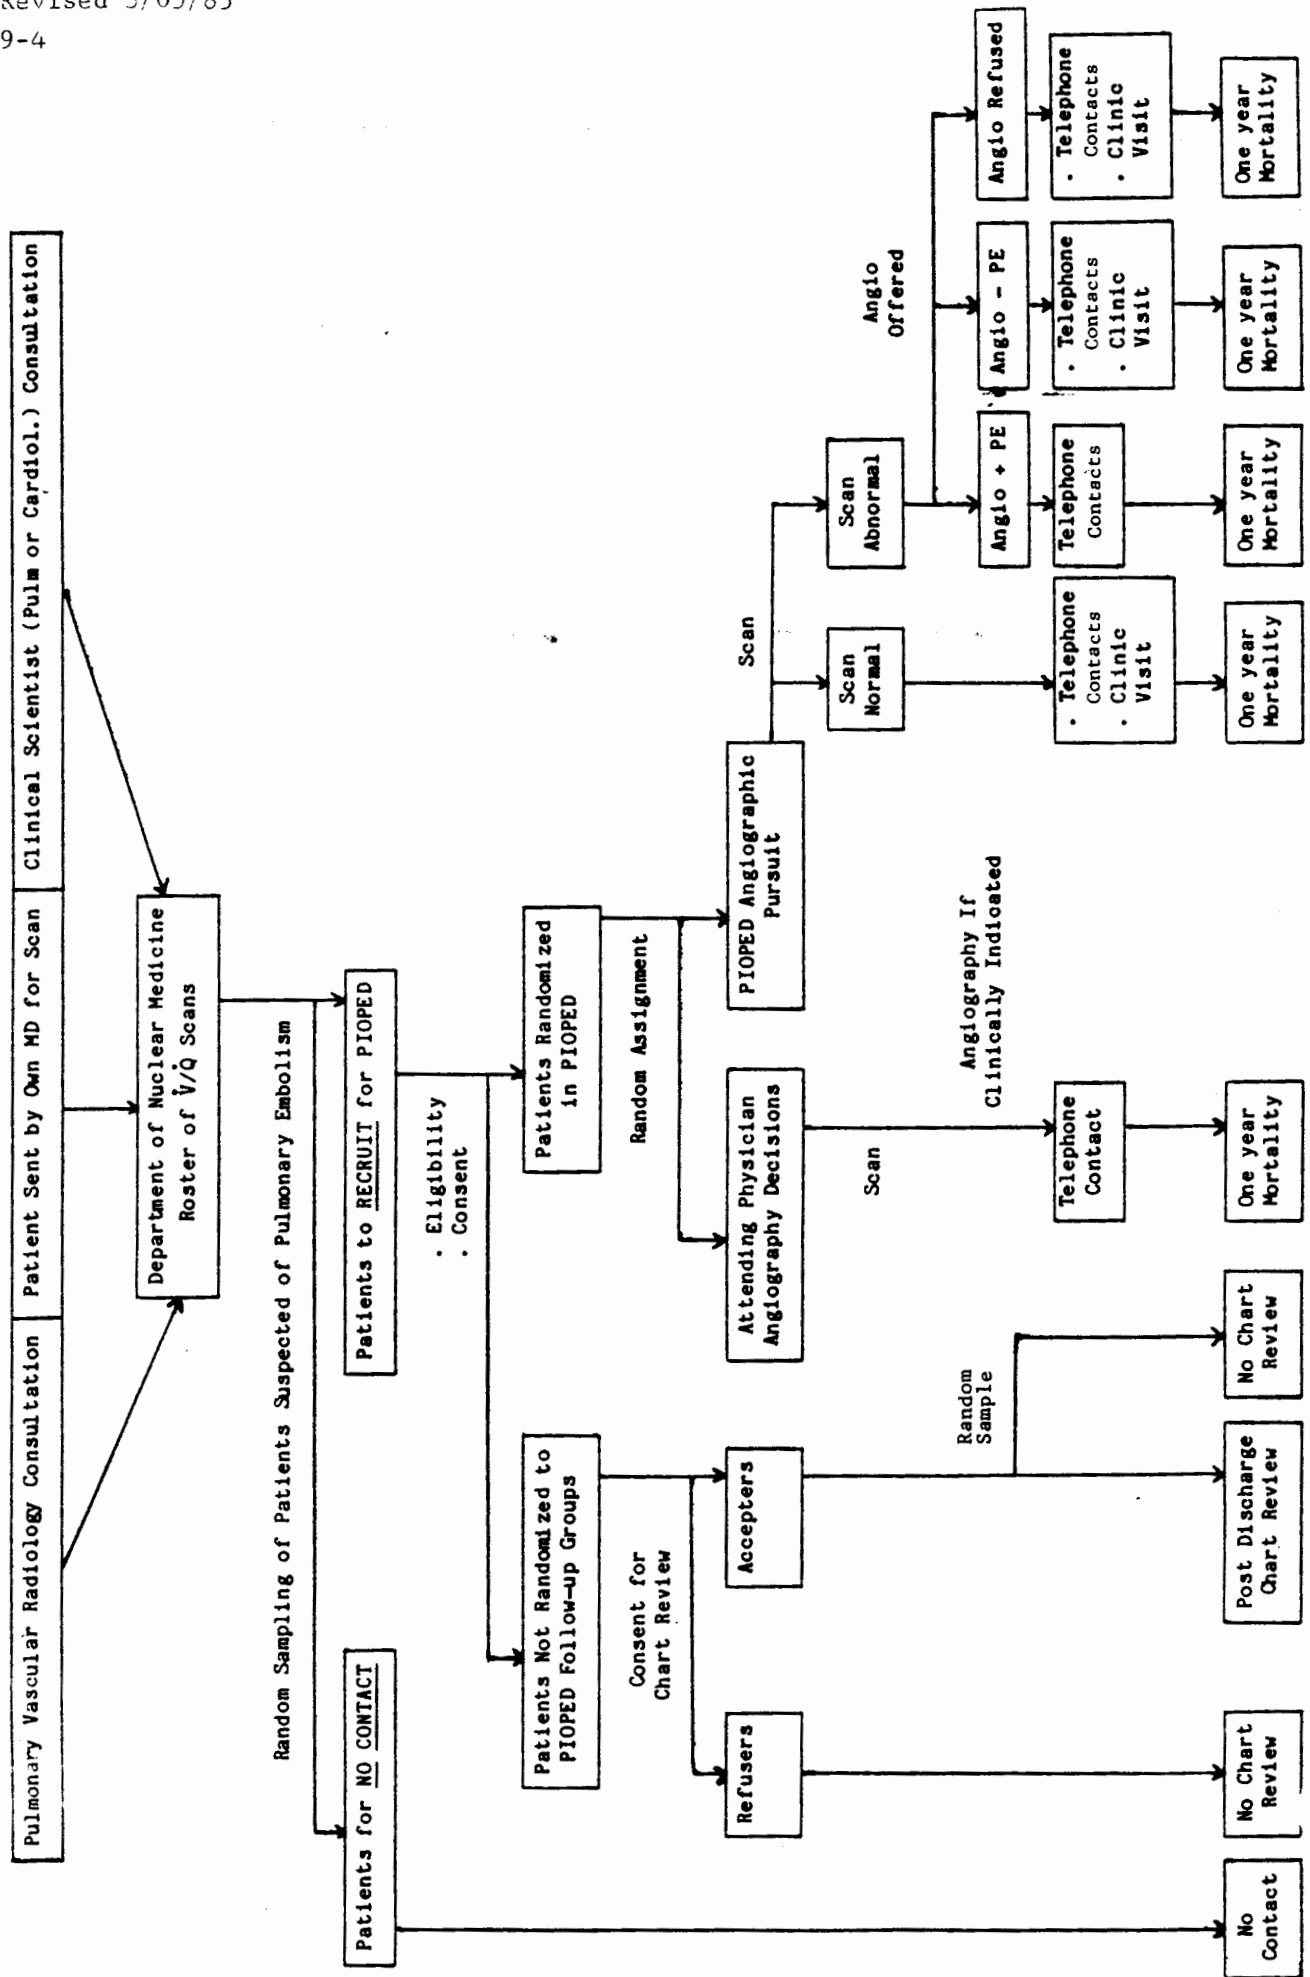 Revised 5/05/85
9-4
Pulmonary Vascular Radiology Consultation
Patient Sent by Own MD for Scan
Clinical Scientist (Pulm or Cardiol.) Consultation
Department of Nuclear Medicine
Roster of V̇/Q̇ Scans
Random Sampling of Patients Suspected of Pulmonary Embolism
Patients for NO CONTACT
Patients to RECRUIT for PIOPED
. Eligibility
. Consent
Patients Not Randomized to
PIOPED Follow-up Groups
Patients Randomized
in PIOPED
Consent for
Chart Review
Random Assignment
Refusers
Accepters
Attending Physician
Angiography Decisions
PIOPED Angiographic
Pursuit
Scan
Scan
Normal
Scan
Abnormal
Angio
Offered
Random
Sample
Scan
Angiography If
Clinically Indicated
Angio + PE
Angio - PE
Angio Refused
Telephone
Contact
. Telephone
Contacts
. Clinic
Visit
Telephone
Contacts
. Telephone
Contacts
. Clinic
Visit
. Telephone
Contacts
. Clinic
Visit
No
Contact
No Chart
Review
Post Discharge
Chart Review
No Chart
Review
One year
Mortality
One year
Mortality
One year
Mortality
One year
Mortality
One year
Mortality